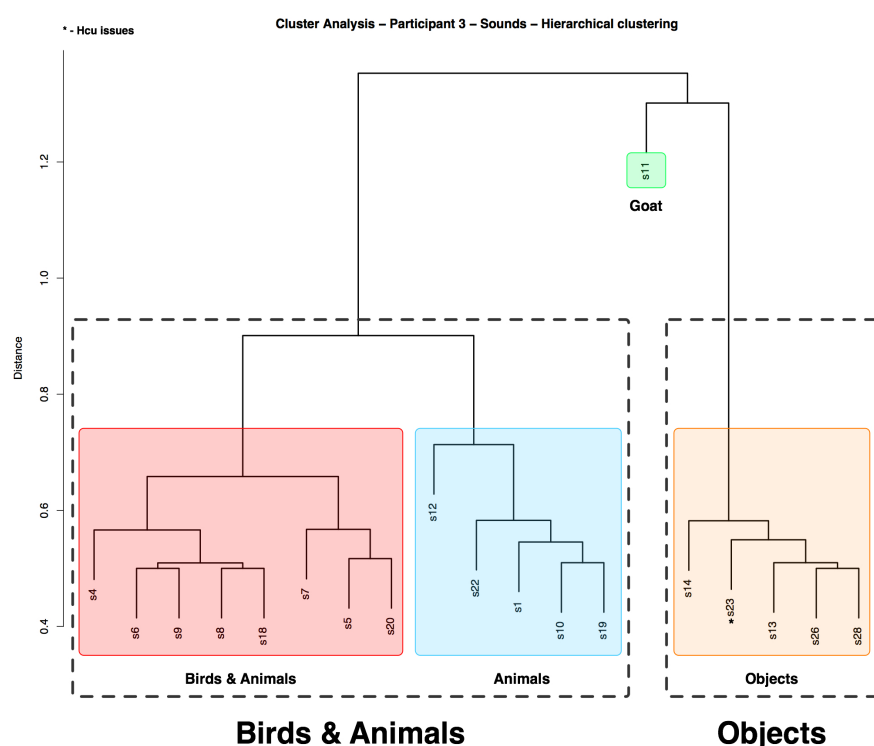 Cluster Analysis – Participant 3 – Sounds – Hierarchical clustering
* - Hcu issues
1.2
s11
Goat
1.0
Distance
0.8
0.6
0.4
s12
s4
s7
s22
s14
s1
s23
*
s6
s9
s8
s18
s5
s20
s10
s19
s13
s26
s28
Birds & Animals
Animals
Objects
Birds & Animals
Objects